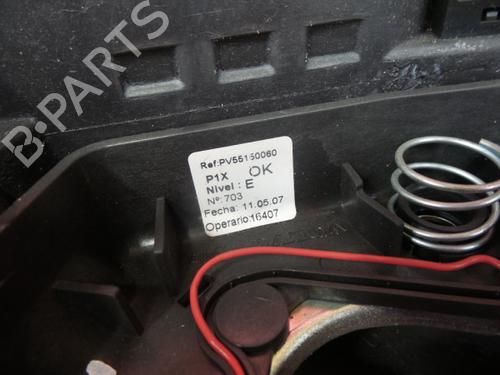 B-PARTS
Ref:PV55150060
P1X OK
Nivel : E
Nº:703
Fecha: 11.05.07
Operario:16407